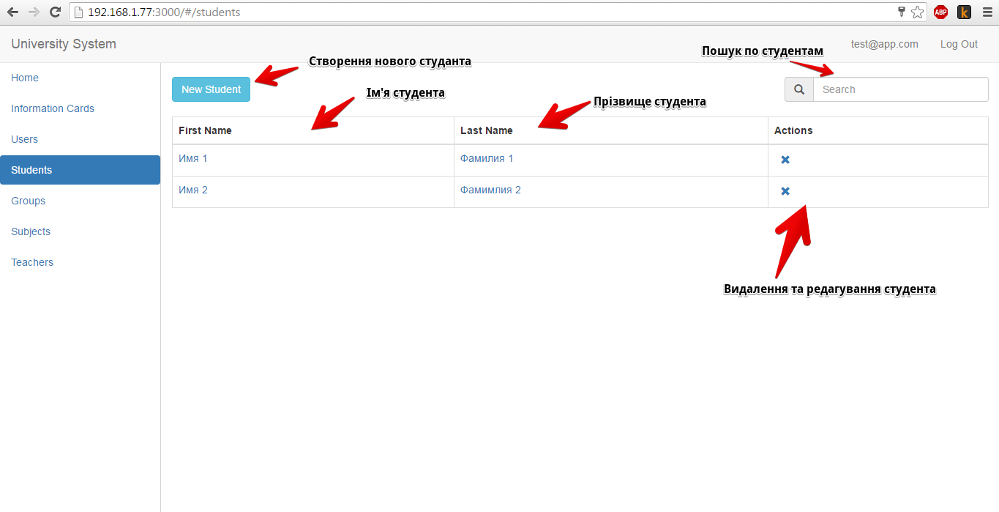 192.168.1.77:3000/#/students
ABP
k
University System
test@app.com
Log Out
Home
Information Cards
Users
Students
Groups
Subjects
Teachers
Створення нового студанта
Пошук по студентам
New Student
Search
Ім'я студента
Прізвище студента
First Name Last Name Actions
Имя 1 Фамилия 1
Имя 2 Фамимлия 2
Видалення та редагування студента